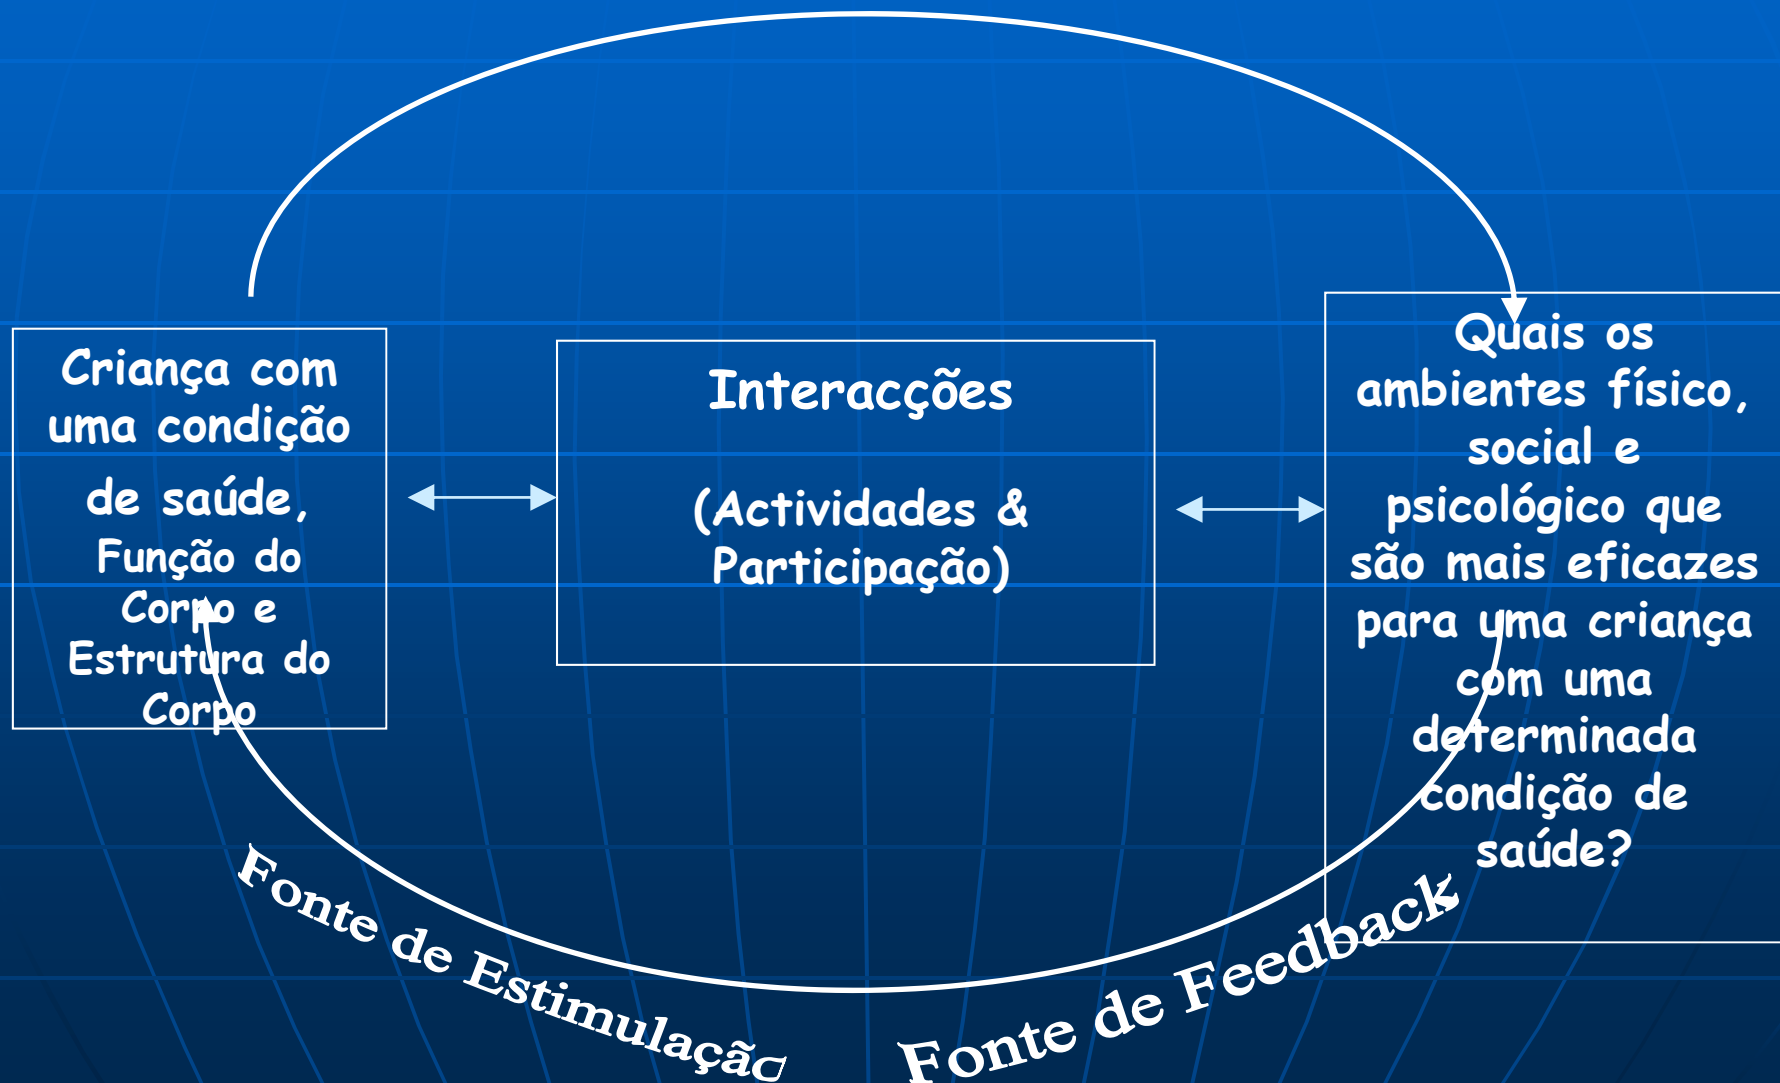 Criança com
uma condição
de saúde,
Função do
Corpo e
Estrutura do
Corpo
Interacções
(Actividades &
Participação)
Quais os
ambientes físico,
social e
psicológico que
são mais eficazes
para uma criança
com uma
determinada
condição de
saúde?
Fonte de Estimulação
Fonte de Feedback